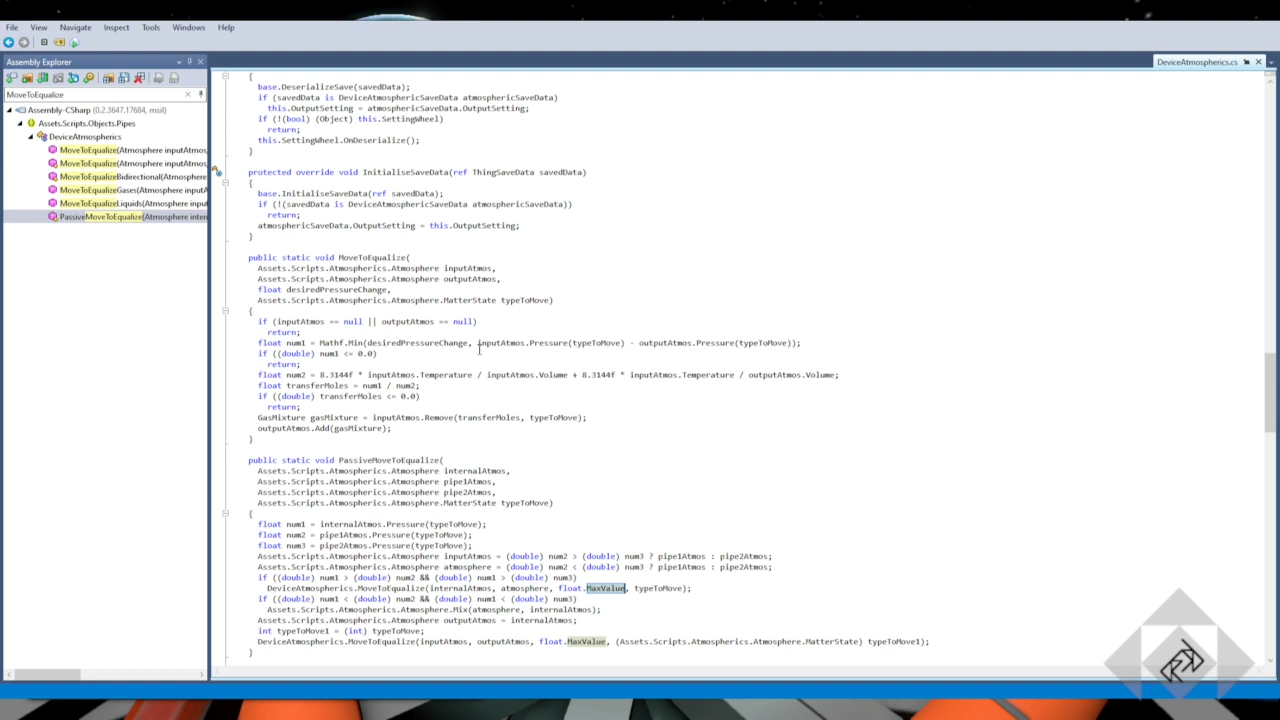 File View Navigate Inspect Tools Windows Help
Assembly Explorer
DeviceAtmospherics.cs
MoveToEqualize
Assembly-CSharp (0.2.3647.17684, msil)
Assets.Scripts.Objects.Pipes
DeviceAtmospherics
MoveToEqualize(Atmosphere inputAtmos,
MoveToEqualize(Atmosphere inputAtmos,
MoveToEqualizeBidirectional(Atmosphere
MoveToEqualizeGases(Atmosphere inputA
MoveToEqualizeLiquids(Atmosphere input
PassiveMoveToEqualize(Atmosphere inter
{
base.DeserializeSave(savedData);
if (savedData is DeviceAtmosphericSaveData atmosphericSaveData)
this.OutputSetting = atmosphericSaveData.OutputSetting;
if (!(bool) (Object) this.SettingWheel)
return;
this.SettingWheel.OnDeserialize();
}
protected override void InitialiseSaveData(ref ThingSaveData savedData)
{
base.InitialiseSaveData(ref savedData);
if (!(savedData is DeviceAtmosphericSaveData atmosphericSaveData))
return;
atmosphericSaveData.OutputSetting = this.OutputSetting;
}
public static void MoveToEqualize(
Assets.Scripts.Atmospherics.Atmosphere inputAtmos,
Assets.Scripts.Atmospherics.Atmosphere outputAtmos,
float desiredPressureChange,
Assets.Scripts.Atmospherics.Atmosphere.MatterState typeToMove)
{
if (inputAtmos == null || outputAtmos == null)
return;
float num1 = Mathf.Min(desiredPressureChange, inputAtmos.Pressure(typeToMove) - outputAtmos.Pressure(typeToMove));
if ((double) num1 <= 0.0)
return;
float num2 = 8.3144f * inputAtmos.Temperature / inputAtmos.Volume + 8.3144f * inputAtmos.Temperature / outputAtmos.Volume;
float transferMoles = num1 / num2;
if ((double) transferMoles <= 0.0)
return;
GasMixture gasMixture = inputAtmos.Remove(transferMoles, typeToMove);
outputAtmos.Add(gasMixture);
}
public static void PassiveMoveToEqualize(
Assets.Scripts.Atmospherics.Atmosphere internalAtmos,
Assets.Scripts.Atmospherics.Atmosphere pipe1Atmos,
Assets.Scripts.Atmospherics.Atmosphere pipe2Atmos,
Assets.Scripts.Atmospherics.Atmosphere.MatterState typeToMove)
{
float num1 = internalAtmos.Pressure(typeToMove);
float num2 = pipe1Atmos.Pressure(typeToMove);
float num3 = pipe2Atmos.Pressure(typeToMove);
Assets.Scripts.Atmospherics.Atmosphere inputAtmos = (double) num2 > (double) num3 ? pipe1Atmos : pipe2Atmos;
Assets.Scripts.Atmospherics.Atmosphere atmosphere = (double) num2 < (double) num3 ? pipe1Atmos : pipe2Atmos;
if ((double) num1 > (double) num2 && (double) num1 > (double) num3)
DeviceAtmospherics.MoveToEqualize(internalAtmos, atmosphere, float.MaxValue, typeToMove);
if ((double) num1 < (double) num2 && (double) num1 < (double) num3)
Assets.Scripts.Atmospherics.Atmosphere.Mix(atmosphere, internalAtmos);
Assets.Scripts.Atmospherics.Atmosphere outputAtmos = internalAtmos;
int typeToMove1 = (int) typeToMove;
DeviceAtmospherics.MoveToEqualize(inputAtmos, outputAtmos, float.MaxValue, (Assets.Scripts.Atmospherics.Atmosphere.MatterState) typeToMove1);
}